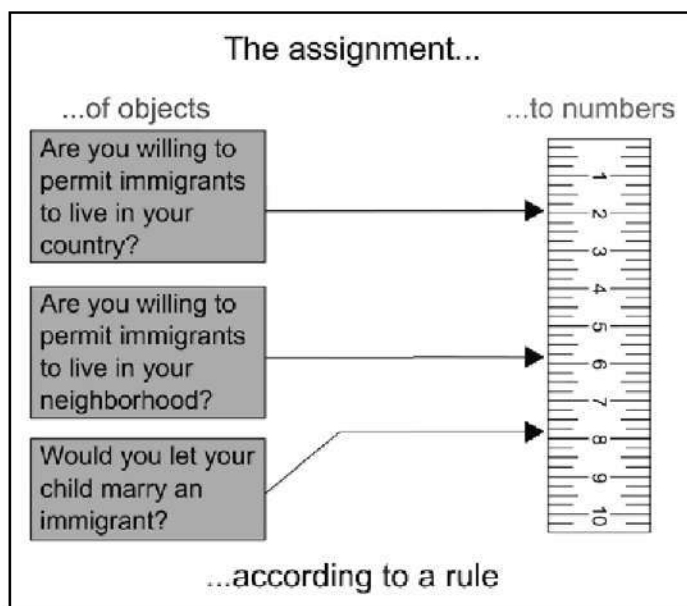 The assignment...
...of objects
...to numbers
Are you willing to
permit immigrants
to live in your
country?
Are you willing to
permit immigrants
to live in your
neighborhood?
Would you let your
child marry an
immigrant?
1
2
3
4
5
6
7
8
9
10
...according to a rule